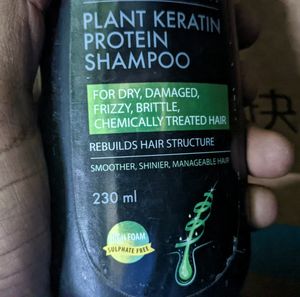 PLANT KERATIN
PROTEIN
SHAMPOO
FOR DRY, DAMAGED,
FRIZZY, BRITTLE,
CHEMICALLY TREATED HAIR
REBUILDS HAIR STRUCTURE
SMOOTHER, SHINIER, MANAGEABLE HAIR
230 ml
FOAM
SULPHATE FREE